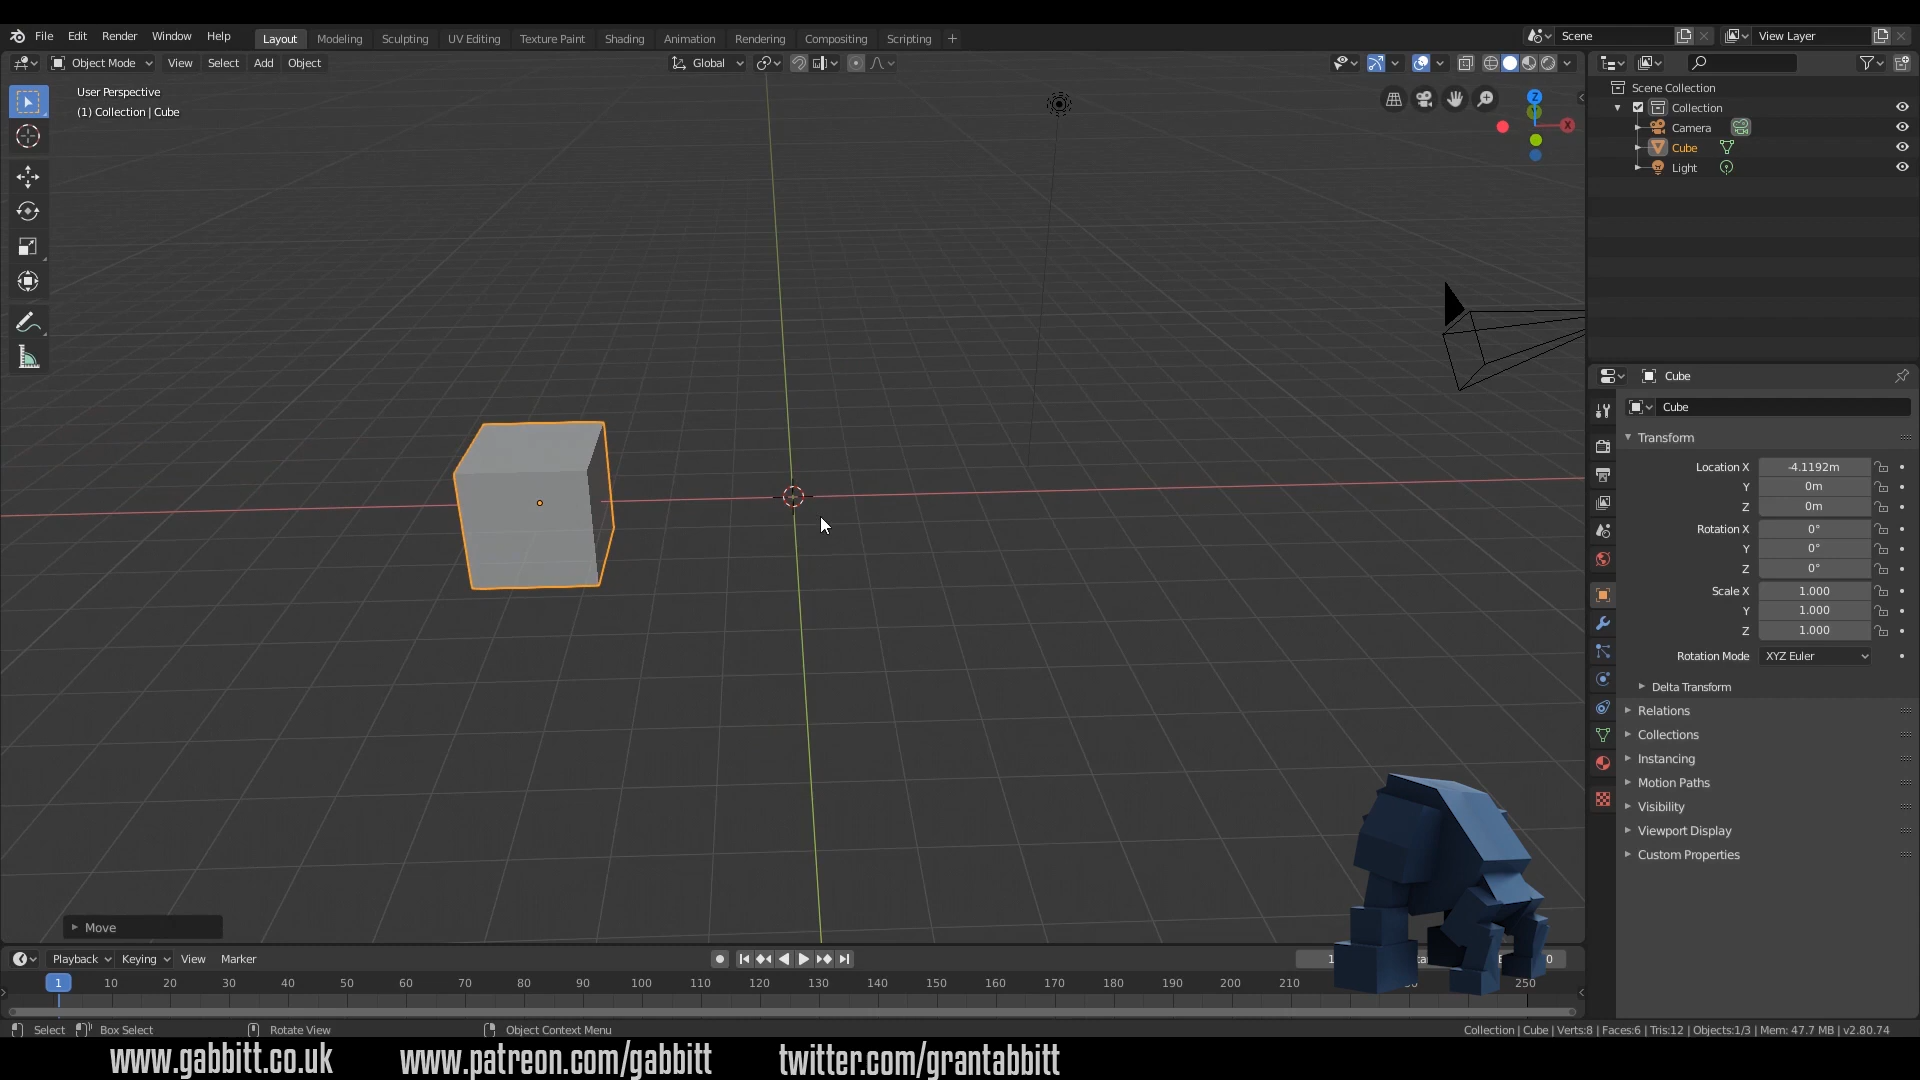 File Edit Render Window Help Layout Modeling Sculpting UV Editing Texture Paint Shading Animation Rendering Compositing Scripting + Scene View Layer
Object Mode View Select Add Object Global
User Perspective
(1) Collection | Cube
Z
X
Scene Collection
Collection
Camera
Cube
Light
Cube
Cube
Transform
Location X -4.1192m
Y 0m
Z 0m
Rotation X 0°
Y 0°
Z 0°
Scale X 1.000
Y 1.000
Z 1.000
Rotation Mode XYZ Euler
Delta Transform
Relations
Collections
Instancing
Motion Paths
Visibility
Viewport Display
Custom Properties
Move
Playback Keying View Marker
1 10 20 30 40 50 60 70 80 90 100 110 120 130 140 150 160 170 180 190 200 210 250
Select Box Select Rotate View Object Context Menu Collection | Cube | Verts:8 | Faces:6 | Tris:12 | Objects:1/3 | Mem: 47.7 MB | v2.80.74
www.gabbitt.co.uk www.patreon.com/gabbitt twitter.com/grantabbitt